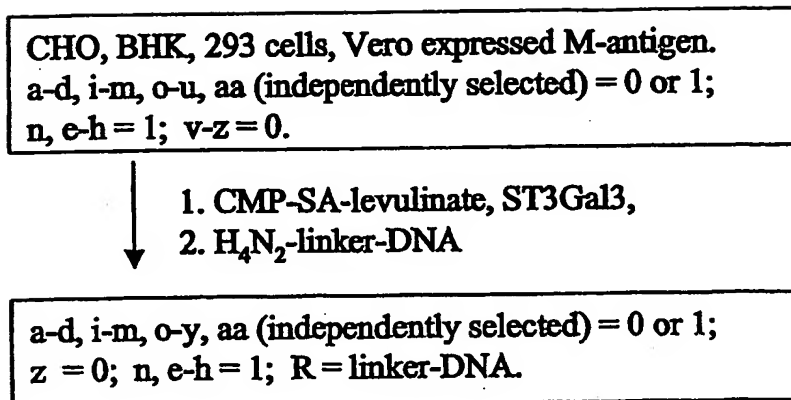 CHO, BHK, 293 cells, Vero expressed M-antigen.
a-d, i-m, o-u, aa (independently selected) = 0 or 1;
n, e-h = 1; v-z = 0.
1. CMP-SA-levulinate, ST3Gal3,
2. H₄N₂-linker-DNA
a-d, i-m, o-y, aa (independently selected) = 0 or 1;
z = 0; n, e-h = 1; R = linker-DNA.